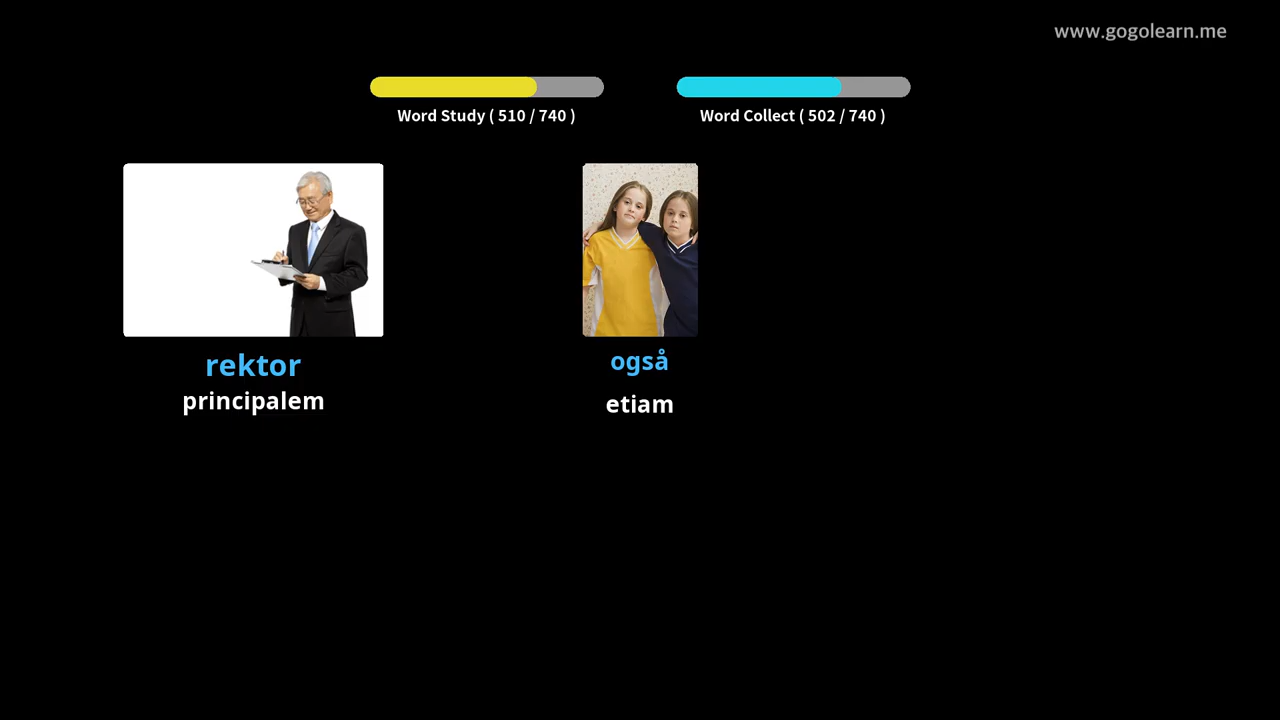 www.gogolearn.me
Word Study ( 510 / 740 )
Word Collect ( 502 / 740 )
rektor
principalem
også
etiam